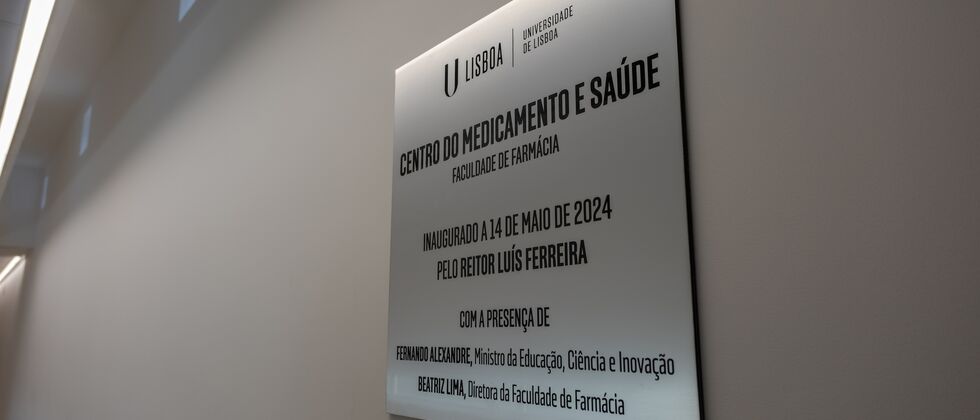 U LISBOA | UNIVERSIDADE
DE LISBOA
CENTRO DO MEDICAMENTO E SAÚDE
FACULDADE DE FARMÁCIA
INAUGURADO A 14 DE MAIO DE 2024
PELO REITOR LUÍS FERREIRA
COM A PRESENÇA DE
FERNANDO ALEXANDRE, Ministro da Educação, Ciência e Inovação
BEATRIZ LIMA, Diretora da Faculdade de Farmácia